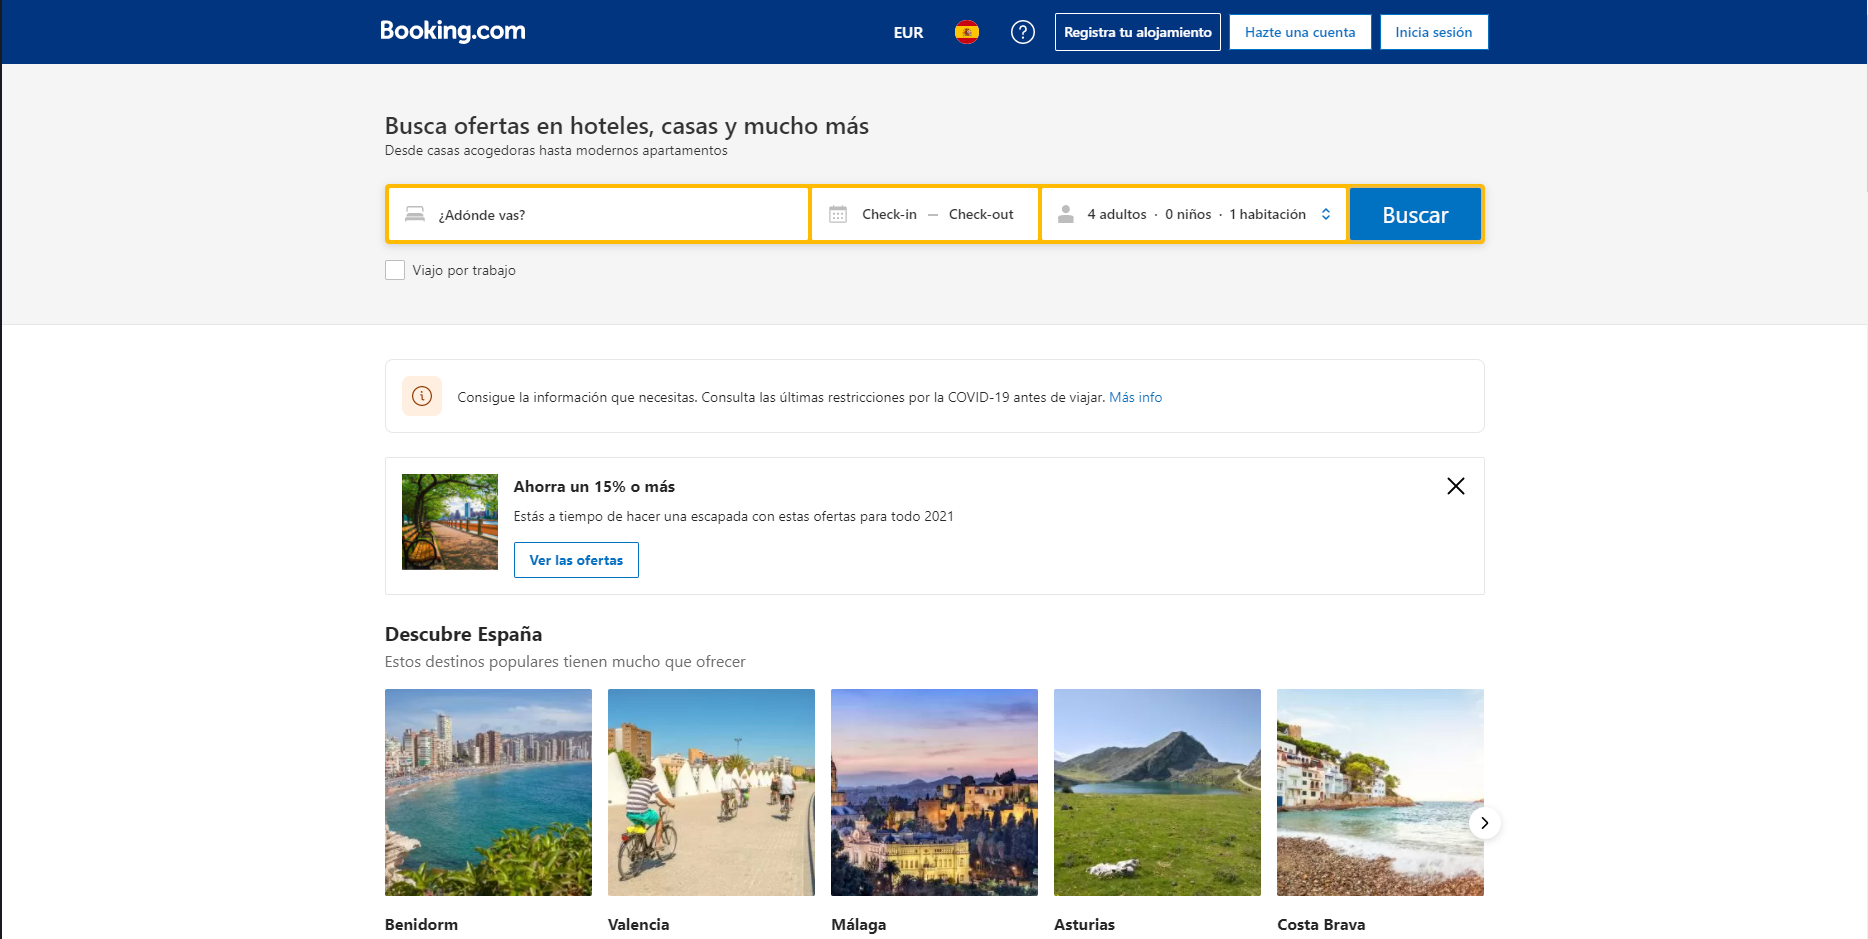 Booking.com
EUR
?
Registra tu alojamiento
Hazte una cuenta
Inicia sesión
Busca ofertas en hoteles, casas y mucho más
Desde casas acogedoras hasta modernos apartamentos
¿Adónde vas?
Check-in — Check-out
4 adultos · 0 niños · 1 habitación
Buscar
Viajo por trabajo
Consigue la información que necesitas. Consulta las últimas restricciones por la COVID-19 antes de viajar. Más info
Ahorra un 15% o más
Estás a tiempo de hacer una escapada con estas ofertas para todo 2021
Ver las ofertas
Descubre España
Estos destinos populares tienen mucho que ofrecer
Benidorm
Valencia
Málaga
Asturias
Costa Brava